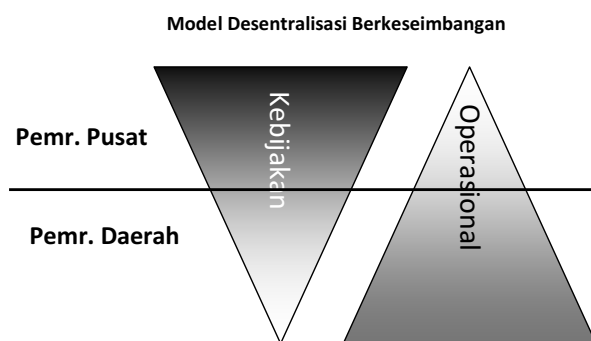 Model Desentralisasi Berkeseimbangan
Kebijakan
Operasional
Pemr. Pusat
Pemr. Daerah